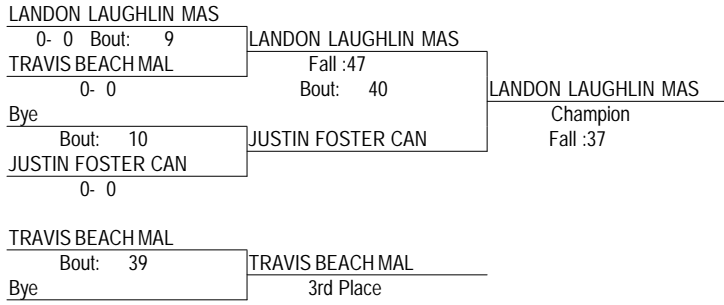 LANDON LAUGHLIN MAS
0- 0 Bout: 9 LANDON LAUGHLIN MAS
TRAVIS BEACH MAL Fall :47
0- 0 Bout: 40 LANDON LAUGHLIN MAS
Bye Champion
Bout: 10 JUSTIN FOSTER CAN Fall :37
JUSTIN FOSTER CAN
0- 0
TRAVIS BEACH MAL
Bout: 39 TRAVIS BEACH MAL
Bye 3rd Place